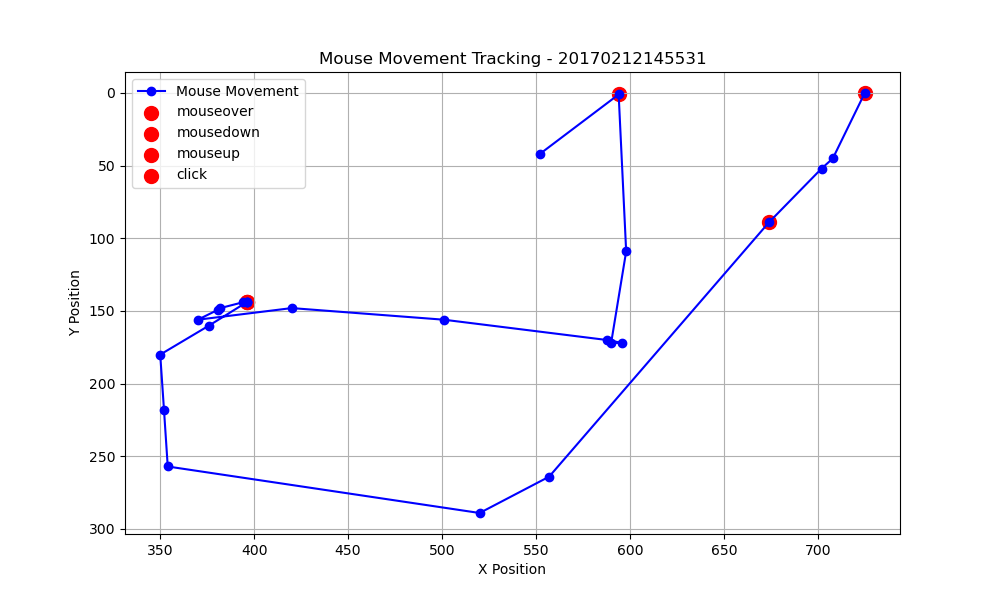 Mouse Movement Tracking - 20170212145531
Mouse Movement
mouseover
mousedown
mouseup
click
Y Position
0
50
100
150
200
250
300
350 400 450 500 550 600 650 700
X Position